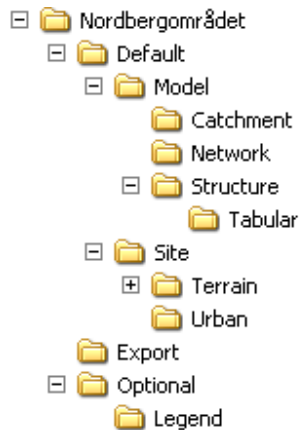 Nordbergområdet
Default
Model
Catchment
Network
Structure
Tabular
Site
Terrain
Urban
Export
Optional
Legend